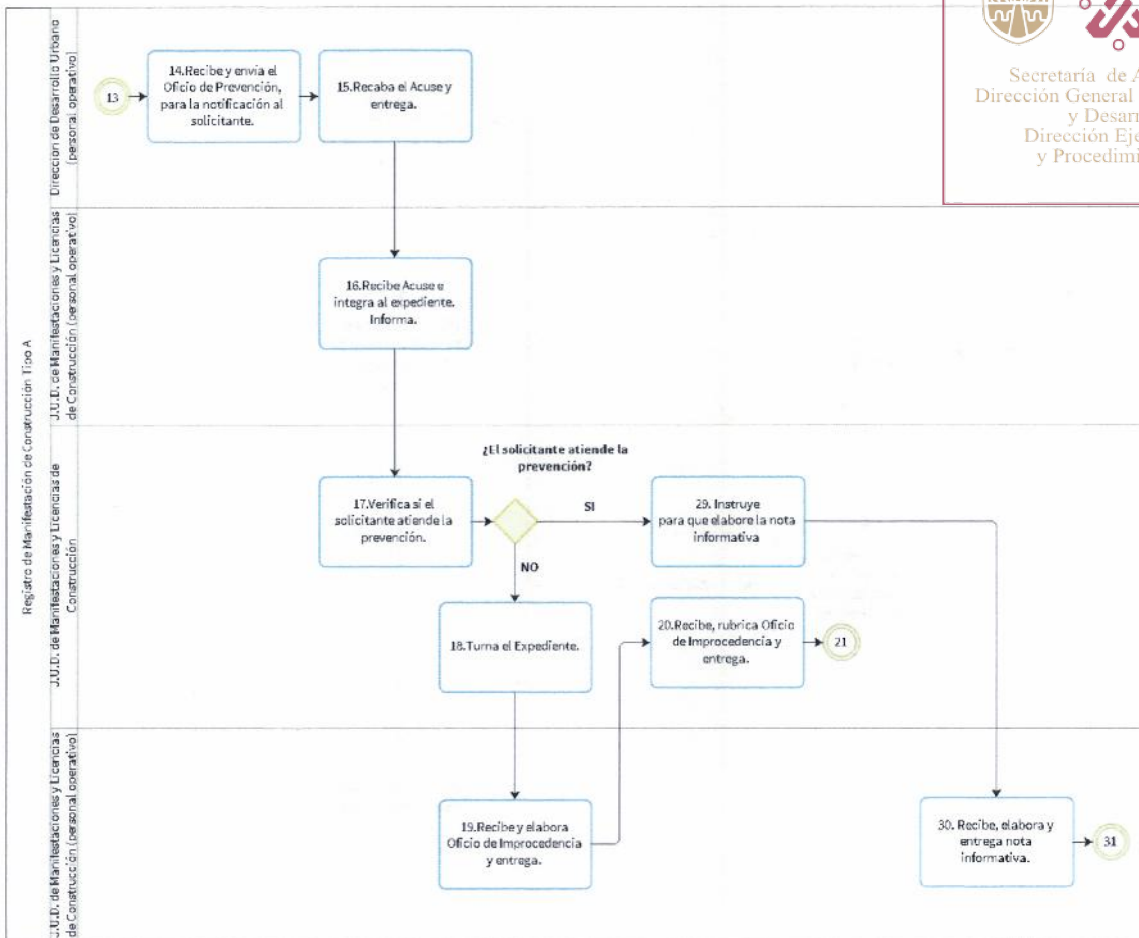 Secretaría de A
Dirección General
y Desarr
Dirección Eje
y Procedimi
Registro de Manifestación de Construcción Tipo A
Dirección de Desarrollo Urbano
(personal operativo)
13
14.Recibe y envía el
Oficio de Prevención,
para la notificación al
solicitante.
15.Recaba el Acuse y
entrega.
J.U.D. de Manifestaciones y Licencias
de Construcción (personal operativo)
16.Recibe Acuse e
integra al expediente.
Informa.
J.U.D. de Manifestaciones y Licencias de
Construcción
17.Verifica si el
solicitante atiende la
prevención.
¿El solicitante atiende la
prevención?
SI
29. Instruye
para que elabore la nota
informativa
NO
18.Turna el Expediente.
20.Recibe, rubrica Oficio
de Improcedencia y
entrega.
21
J.U.D. de Manifestaciones y Licencias
de Construcción (personal operativo)
19.Recibe y elabora
Oficio de Improcedencia
y entrega.
30. Recibe, elabora y
entrega nota
informativa.
31